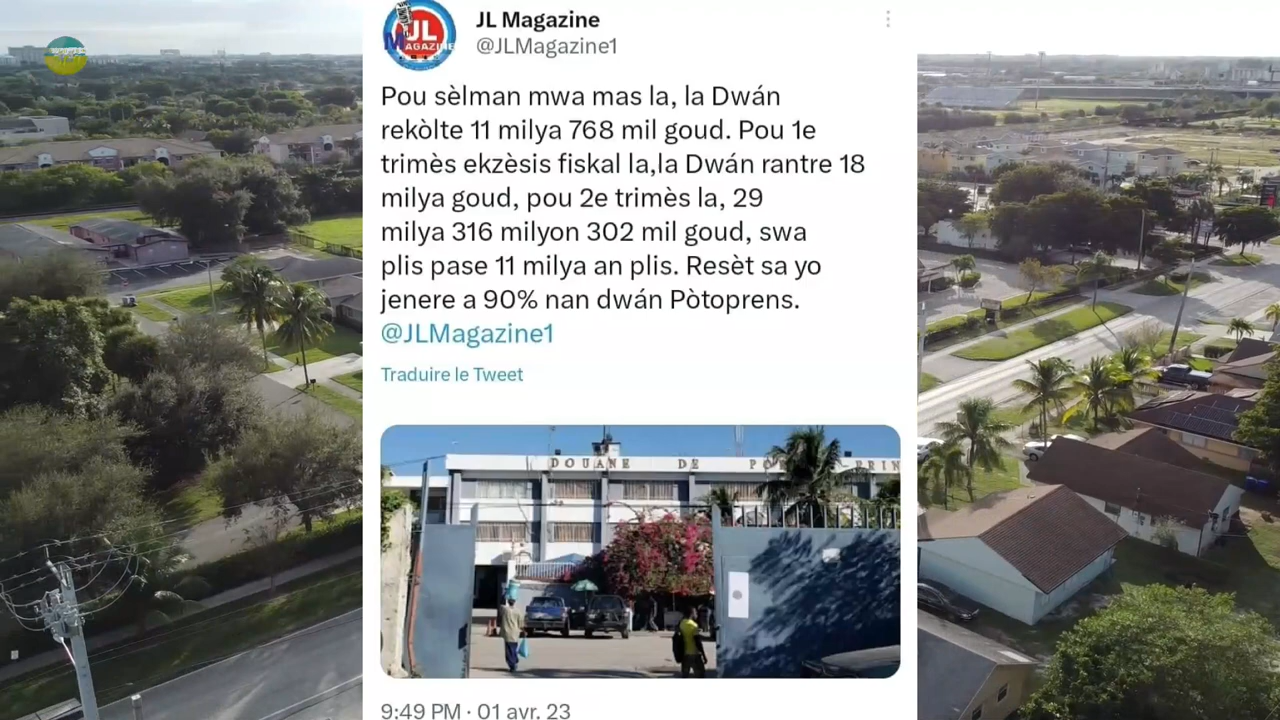 JL Magazine
@JLMagazine1
JL
MAGAZINE
Pou sèlman mwa mas la, la Dwán
rekòlte 11 milya 768 mil goud. Pou 1e
trimès ekzèsis fiskal la,la Dwán rantre 18
milya goud, pou 2e trimès la, 29
milya 316 milyon 302 mil goud, swa
plis pase 11 milya an plis. Resèt sa yo
jenere a 90% nan dwán Pòtoprens.
@JLMagazine1
Traduire le Tweet
DOUANE DE
9:49 PM · 01 avr. 23